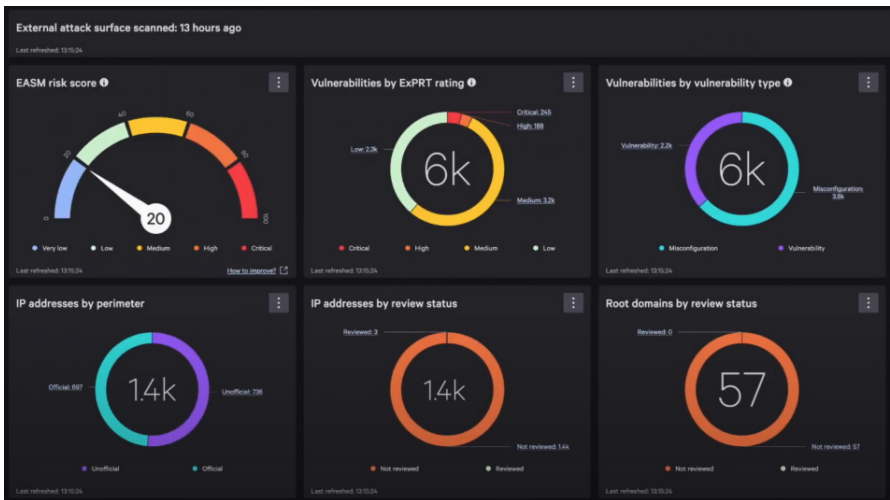 External attack surface scanned: 13 hours ago
Last refreshed: 13:15:24
EASM risk score
0
20
40
60
80
100
20
Very low
Low
Medium
High
Critical
Last refreshed: 13:15:24
How to improve?
Vulnerabilities by ExPRT rating
Critical: 245
High: 188
Low: 2.3k
6k
Medium: 3.2k
Critical
High
Medium
Low
Last refreshed: 13:15:24
Vulnerabilities by vulnerability type
Vulnerability: 2.2k
6k
Misconfiguration:
3.8k
Misconfiguration
Vulnerability
Last refreshed: 13:15:24
IP addresses by perimeter
Official: 697
1.4k
Unofficial: 736
Unofficial
Official
Last refreshed: 13:15:24
IP addresses by review status
Reviewed: 3
1.4k
Not reviewed: 1.4k
Not reviewed
Reviewed
Last refreshed: 13:15:24
Root domains by review status
Reviewed: 0
57
Not reviewed: 57
Not reviewed
Reviewed
Last refreshed: 13:15:24